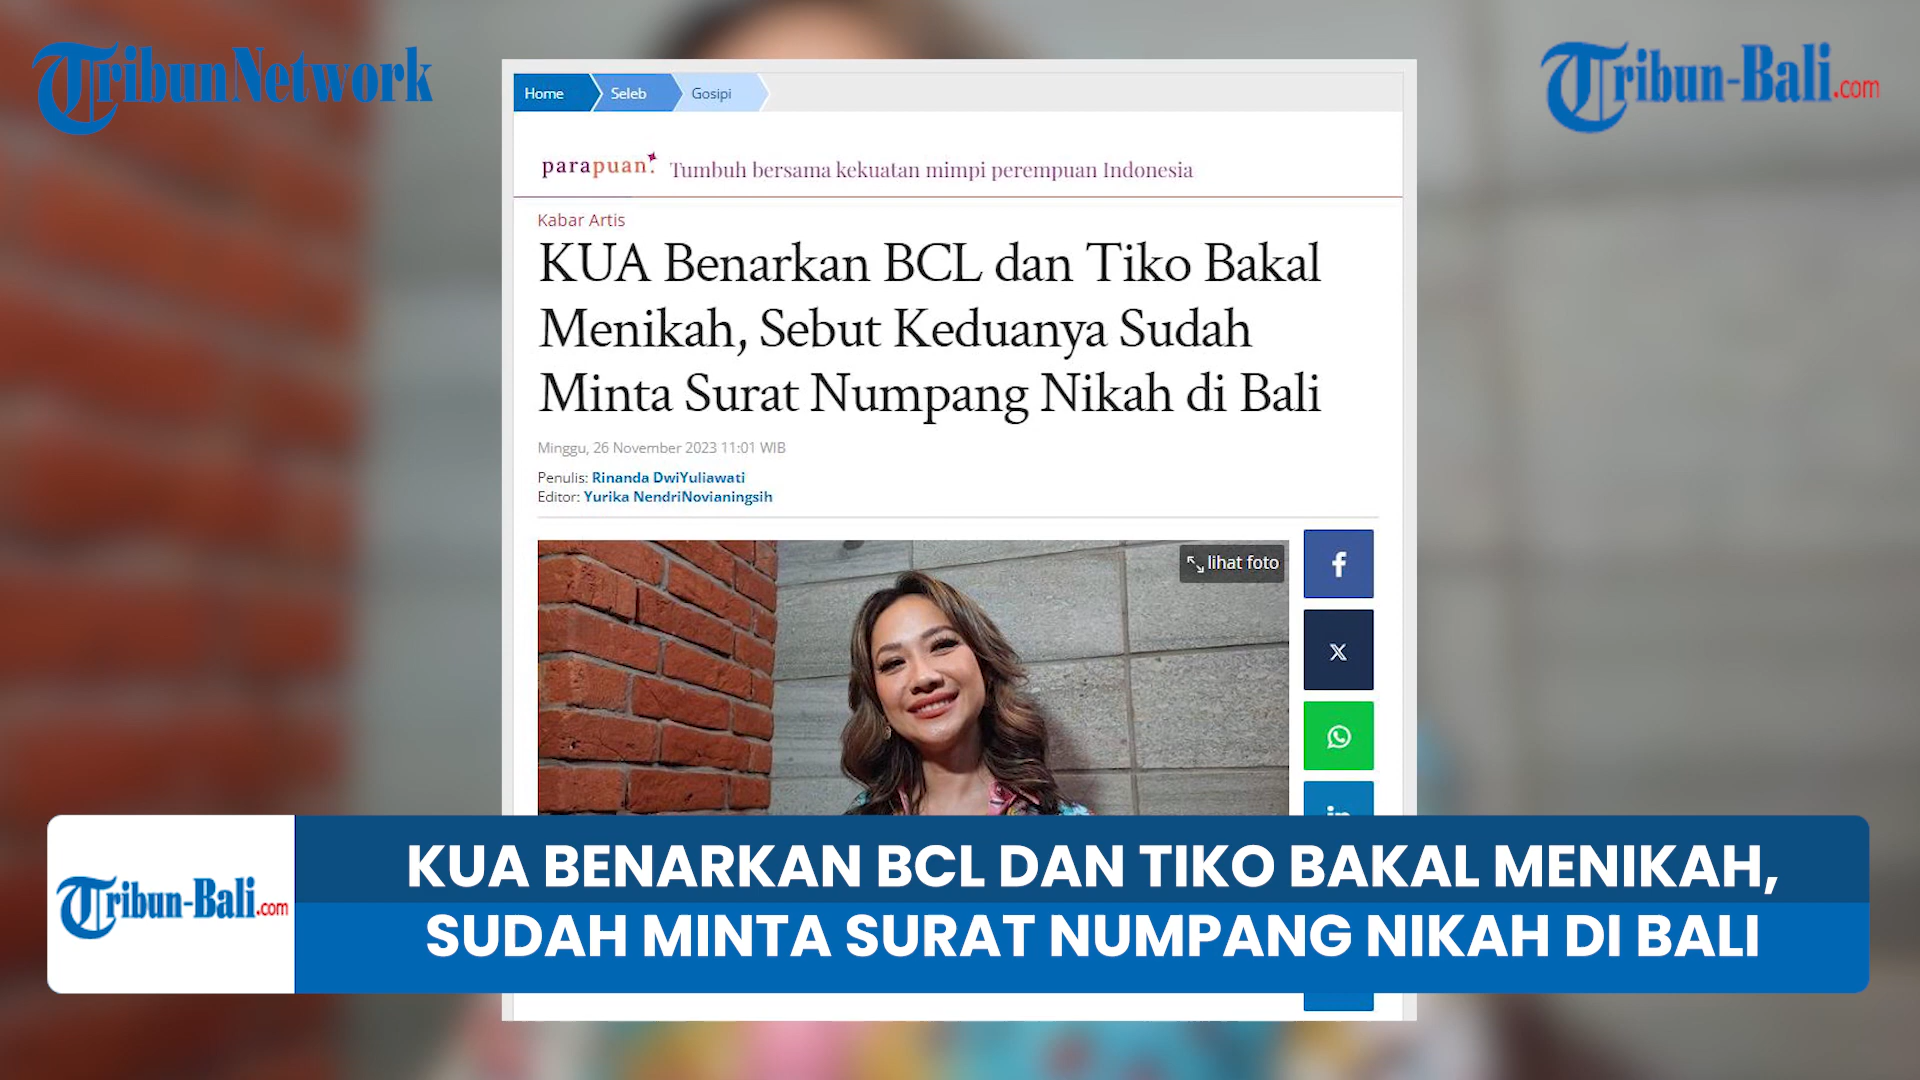 TribunNetwork
Tribun-Bali.com
Home
Seleb
Gosipi
parapuan. Tumbuh bersama kekuatan mimpi perempuan Indonesia
Kabar Artis
KUA Benarkan BCL dan Tiko Bakal
Menikah, Sebut Keduanya Sudah
Minta Surat Numpang Nikah di Bali
Minggu, 26 November 2023 11:01 WIB
Penulis: Rinanda DwiYuliawati
Editor: Yurika NendriNovianingsih
lihat foto
Tribun-Bali.com
KUA BENARKAN BCL DAN TIKO BAKAL MENIKAH,
SUDAH MINTA SURAT NUMPANG NIKAH DI BALI